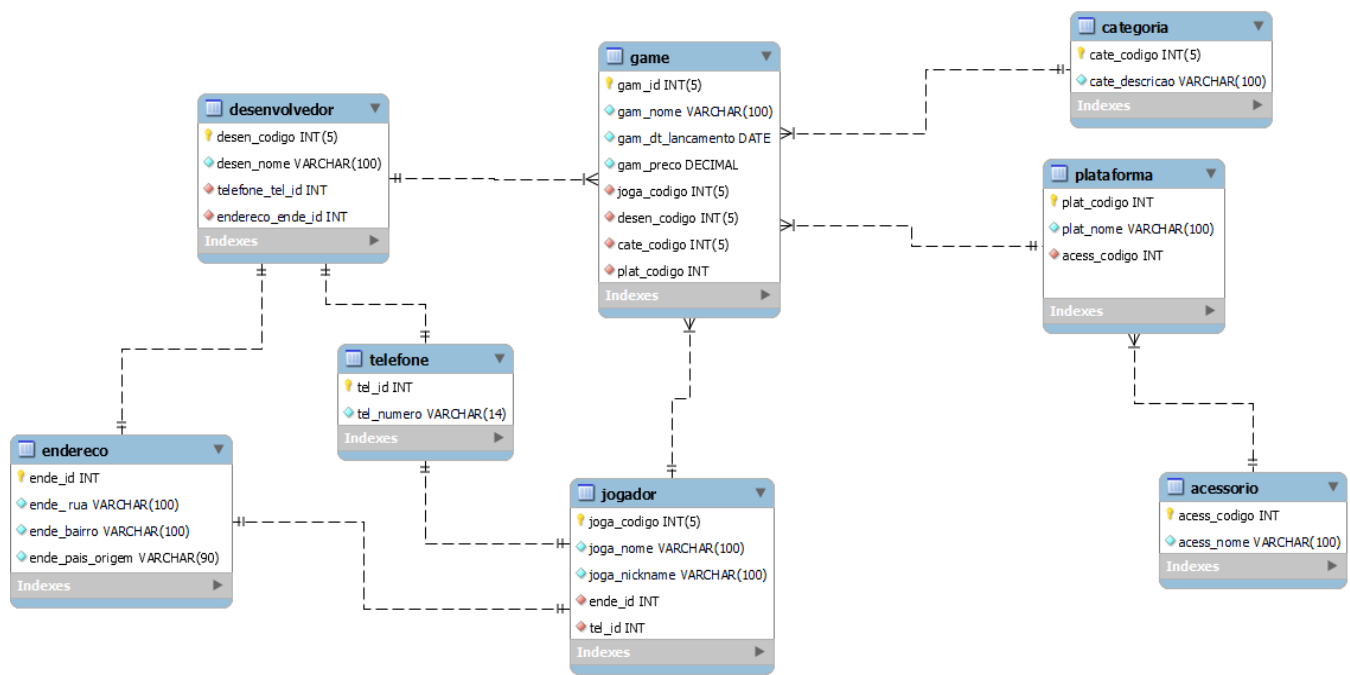 categoria
cate_codigo INT(5)
cate_descricao VARCHAR(100)
Indexes
game
gam_id INT(5)
gam_nome VARCHAR(100)
gam_dt_lancamento DATE
gam_preco DECIMAL
joga_codigo INT(5)
desen_codigo INT(5)
cate_codigo INT(5)
plat_codigo INT
Indexes
desenvolvedor
desen_codigo INT(5)
desen_nome VARCHAR(100)
telefone_tel_id INT
endereco_ende_id INT
Indexes
plataforma
plat_codigo INT
plat_nome VARCHAR(100)
acess_codigo INT
Indexes
telefone
tel_id INT
tel_numero VARCHAR(14)
Indexes
endereco
ende_id INT
ende_ rua VARCHAR(100)
ende_bairro VARCHAR(100)
ende_pais_origem VARCHAR(90)
Indexes
jogador
joga_codigo INT(5)
joga_nome VARCHAR(100)
joga_nickname VARCHAR(100)
ende_id INT
tel_id INT
Indexes
acessorio
acess_codigo INT
acess_nome VARCHAR(100)
Indexes